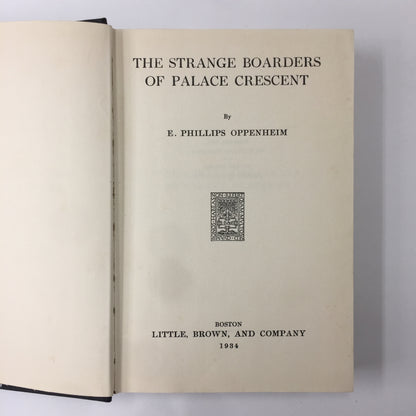 THE STRANGE BOARDERS
OF PALACE CRESCENT
By
E. PHILLIPS OPPENHEIM
BOSTON
LITTLE, BROWN, AND COMPANY
1934